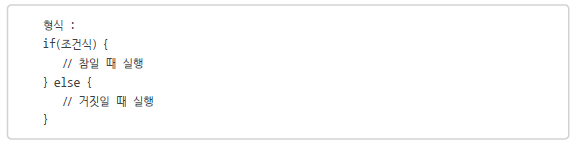 형식 :
if(조건식) {
// 참일 때 실행
} else {
// 거짓일 때 실행
}